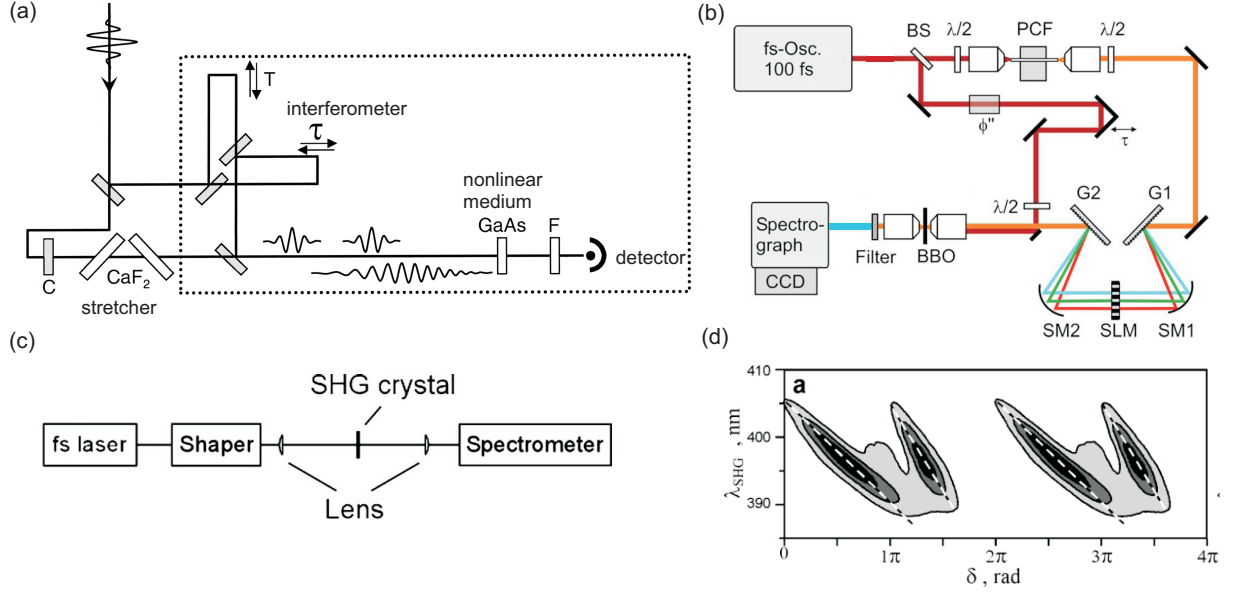 (a)
T
interferometer
τ
nonlinear
medium
GaAs
F
detector
C
CaF₂
stretcher
(b)
fs-Osc.
100 fs
BS
λ/2
PCF
λ/2
ϕ"
τ
λ/2
G2
G1
Spectro-
graph
CCD
Filter
BBO
SM2
SLM
SM1
(c)
SHG crystal
fs laser
Shaper
Spectrometer
Lens
(d)
a
410
400
390
λSHG , nm
0
1π
2π
3π
4π
δ , rad